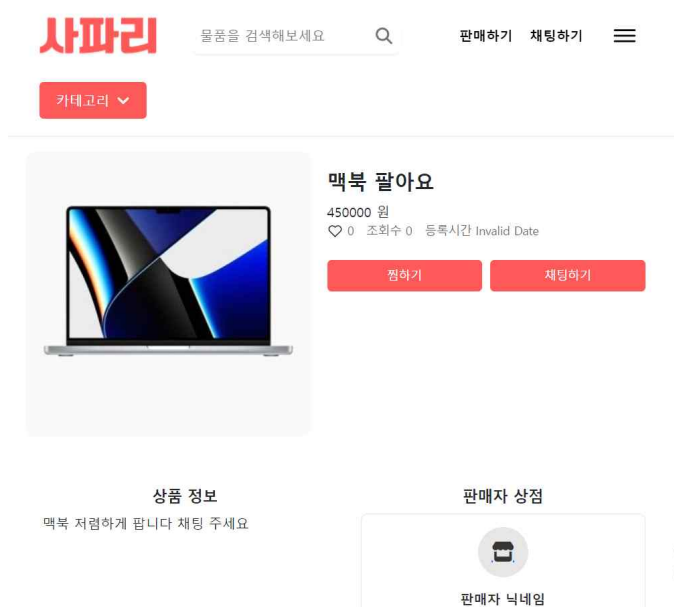 사파리
물품을 검색해보세요
판매하기 채팅하기
카테고리
맥북 팔아요
450000 원
0 조회수 0 등록시간 Invalid Date
찜하기 채팅하기
상품 정보
맥북 저렴하게 팝니다 채팅 주세요
판매자 상점
판매자 닉네임